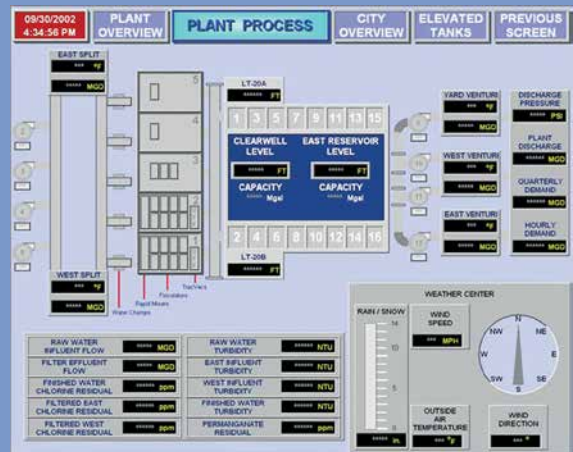 09/30/2002
4:34:56 PM
PLANT
OVERVIEW
PLANT PROCESS
CITY
OVERVIEW
ELEVATED
TANKS
PREVIOUS
SCREEN
EAST SPLIT
*** °F
***** MGD
WEST SPLIT
*** °F
***** MGD
5
4
3
2
1
Water Champs
Rapid Mixers
Flocculators
TracVacs
LT-20A
***** FT
1 3 5 7 9 11 13 15
CLEARWELL
LEVEL
***** FT
CAPACITY
***** Mgal
EAST RESERVOIR
LEVEL
***** FT
CAPACITY
***** Mgal
2 4 6 8 10 12 14 16
LT-20B
***** FT
YARD VENTURI
*** °F
***** MGD
WEST VENTURI
*** °F
***** MGD
EAST VENTURI
*** °F
***** MGD
DISCHARGE
PRESSURE
***** PSI
PLANT
DISCHARGE
***** MGD
QUARTERLY
DEMAND
***** MGD
HOURLY
DEMAND
***** MGD
RAW WATER
INFLUENT FLOW
***** MGD
FILTER EFFLUENT
FLOW
***** MGD
FINISHED WATER
CHLORINE RESIDUAL
***** ppm
FILTERED EAST
CHLORINE RESIDUAL
***** ppm
FILTERED WEST
CHLORINE RESIDUAL
***** ppm
RAW WATER
TURBIDITY
***** NTU
EAST INFLUENT
TURBIDITY
***** NTU
WEST INFLUENT
TURBIDITY
***** NTU
FINISHED WATER
TURBIDITY
***** NTU
PERMANGANATE
RESIDUAL
***** ppm
WEATHER CENTER
RAIN / SNOW
14
10
5
0
***** in.
WIND
SPEED
*** MPH
OUTSIDE
AIR
TEMPERATURE
*** °F
N
NE
E
SE
S
SW
W
NW
WIND
DIRECTION
*** °